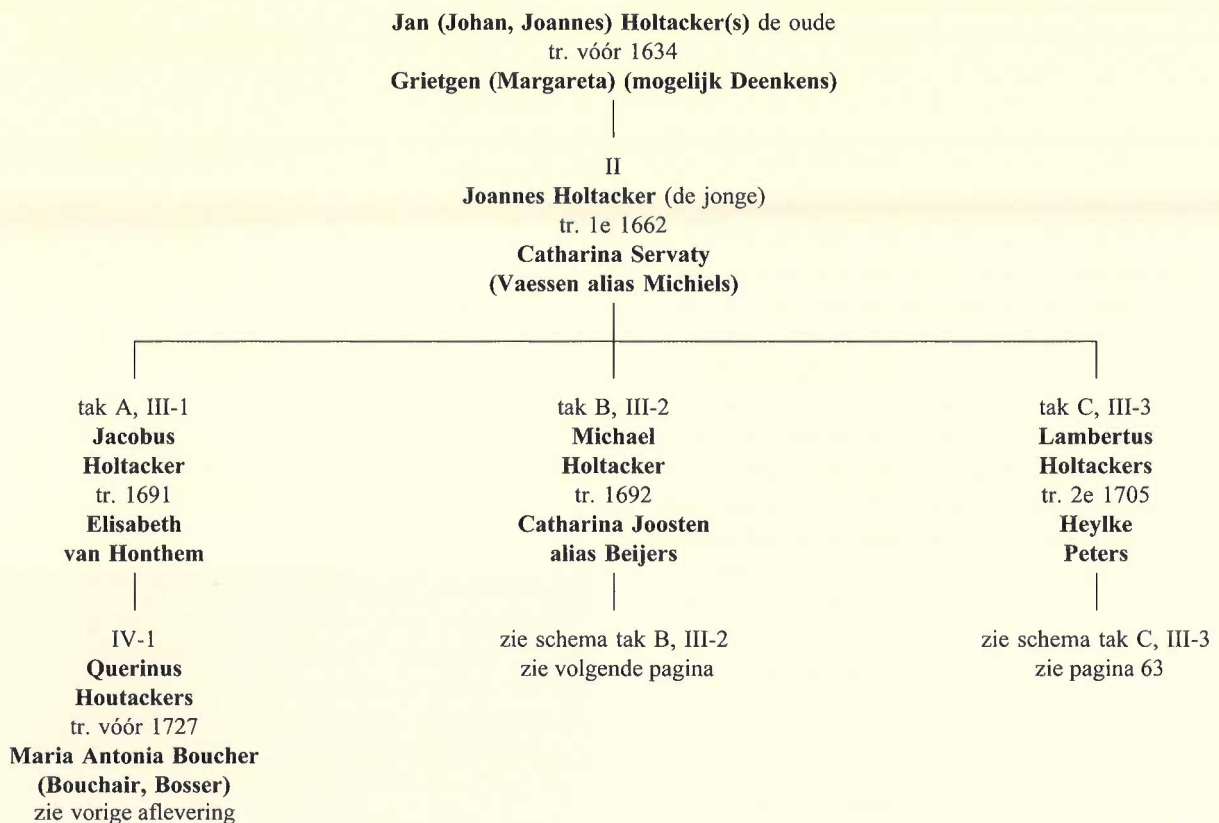 Jan (Johan, Joannes) Holtacker(s) de oude
tr. vóór 1634
Grietgen (Margareta) (mogelijk Deenkens)
II
Joannes Holtacker (de jonge)
tr. 1e 1662
Catharina Servaty
(Vaessen alias Michiels)
tak A, III-1
Jacobus
Holtacker
tr. 1691
Elisabeth
van Honthem
IV-1
Querinus
Houtackers
tr. vóór 1727
Maria Antonia Boucher
(Bouchair, Bosser)
zie vorige aflevering
tak B, III-2
Michael
Holtacker
tr. 1692
Catharina Joosten
alias Beijers
zie schema tak B, III-2
zie volgende pagina
tak C, III-3
Lambertus
Holtackers
tr. 2e 1705
Heylke
Peters
zie schema tak C, III-3
zie pagina 63